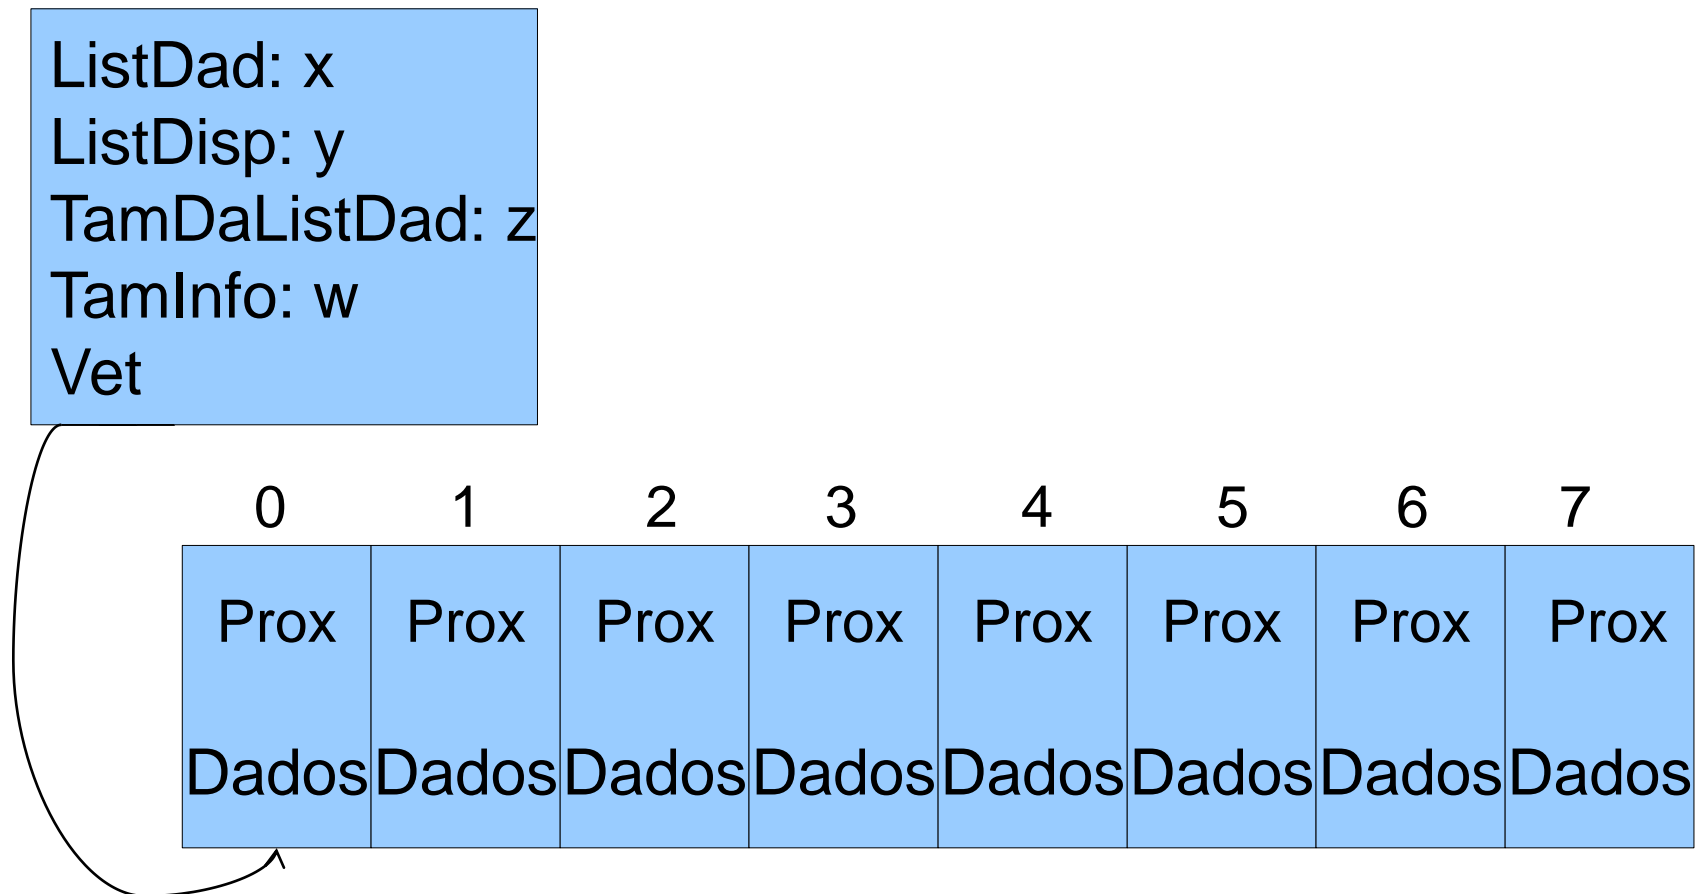 ListDad: x
ListDisp: y
TamDaListDad: z
TamInfo: w
Vet
0 1 2 3 4 5 6 7
Prox Prox Prox Prox Prox Prox Prox Prox
Dados Dados Dados Dados Dados Dados Dados Dados